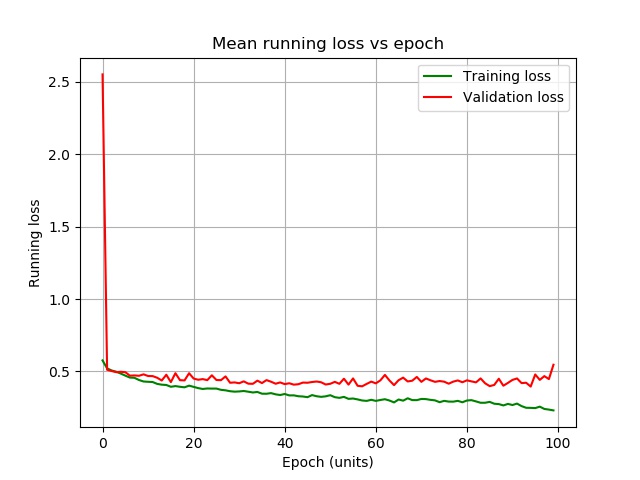 Mean running loss vs epoch
Training loss
Validation loss
2.5
2.0
1.5
1.0
0.5
Running loss
0 20 40 60 80 100
Epoch (units)